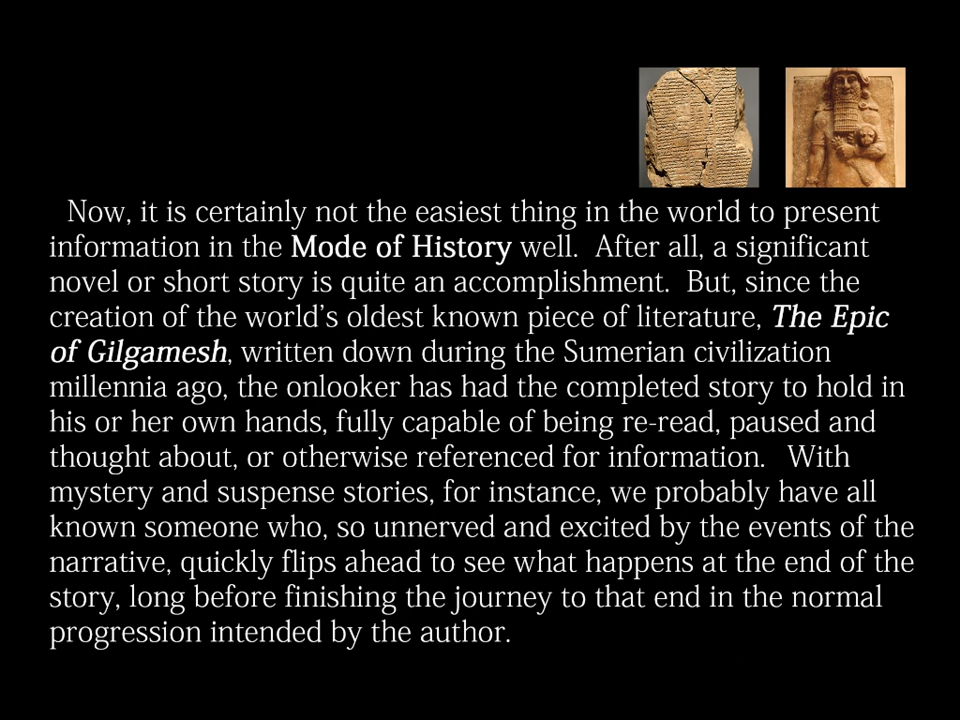 Now, it is certainly not the easiest thing in the world to present
information in the Mode of History well.  After all, a significant
novel or short story is quite an accomplishment.  But, since the
creation of the world’s oldest known piece of literature, The Epic
of Gilgamesh, written down during the Sumerian civilization
millennia ago, the onlooker has had the completed story to hold in
his or her own hands, fully capable of being re-read, paused and
thought about, or otherwise referenced for information.   With
mystery and suspense stories, for instance, we probably have all
known someone who, so unnerved and excited by the events of the
narrative, quickly flips ahead to see what happens at the end of the
story, long before finishing the journey to that end in the normal
progression intended by the author.